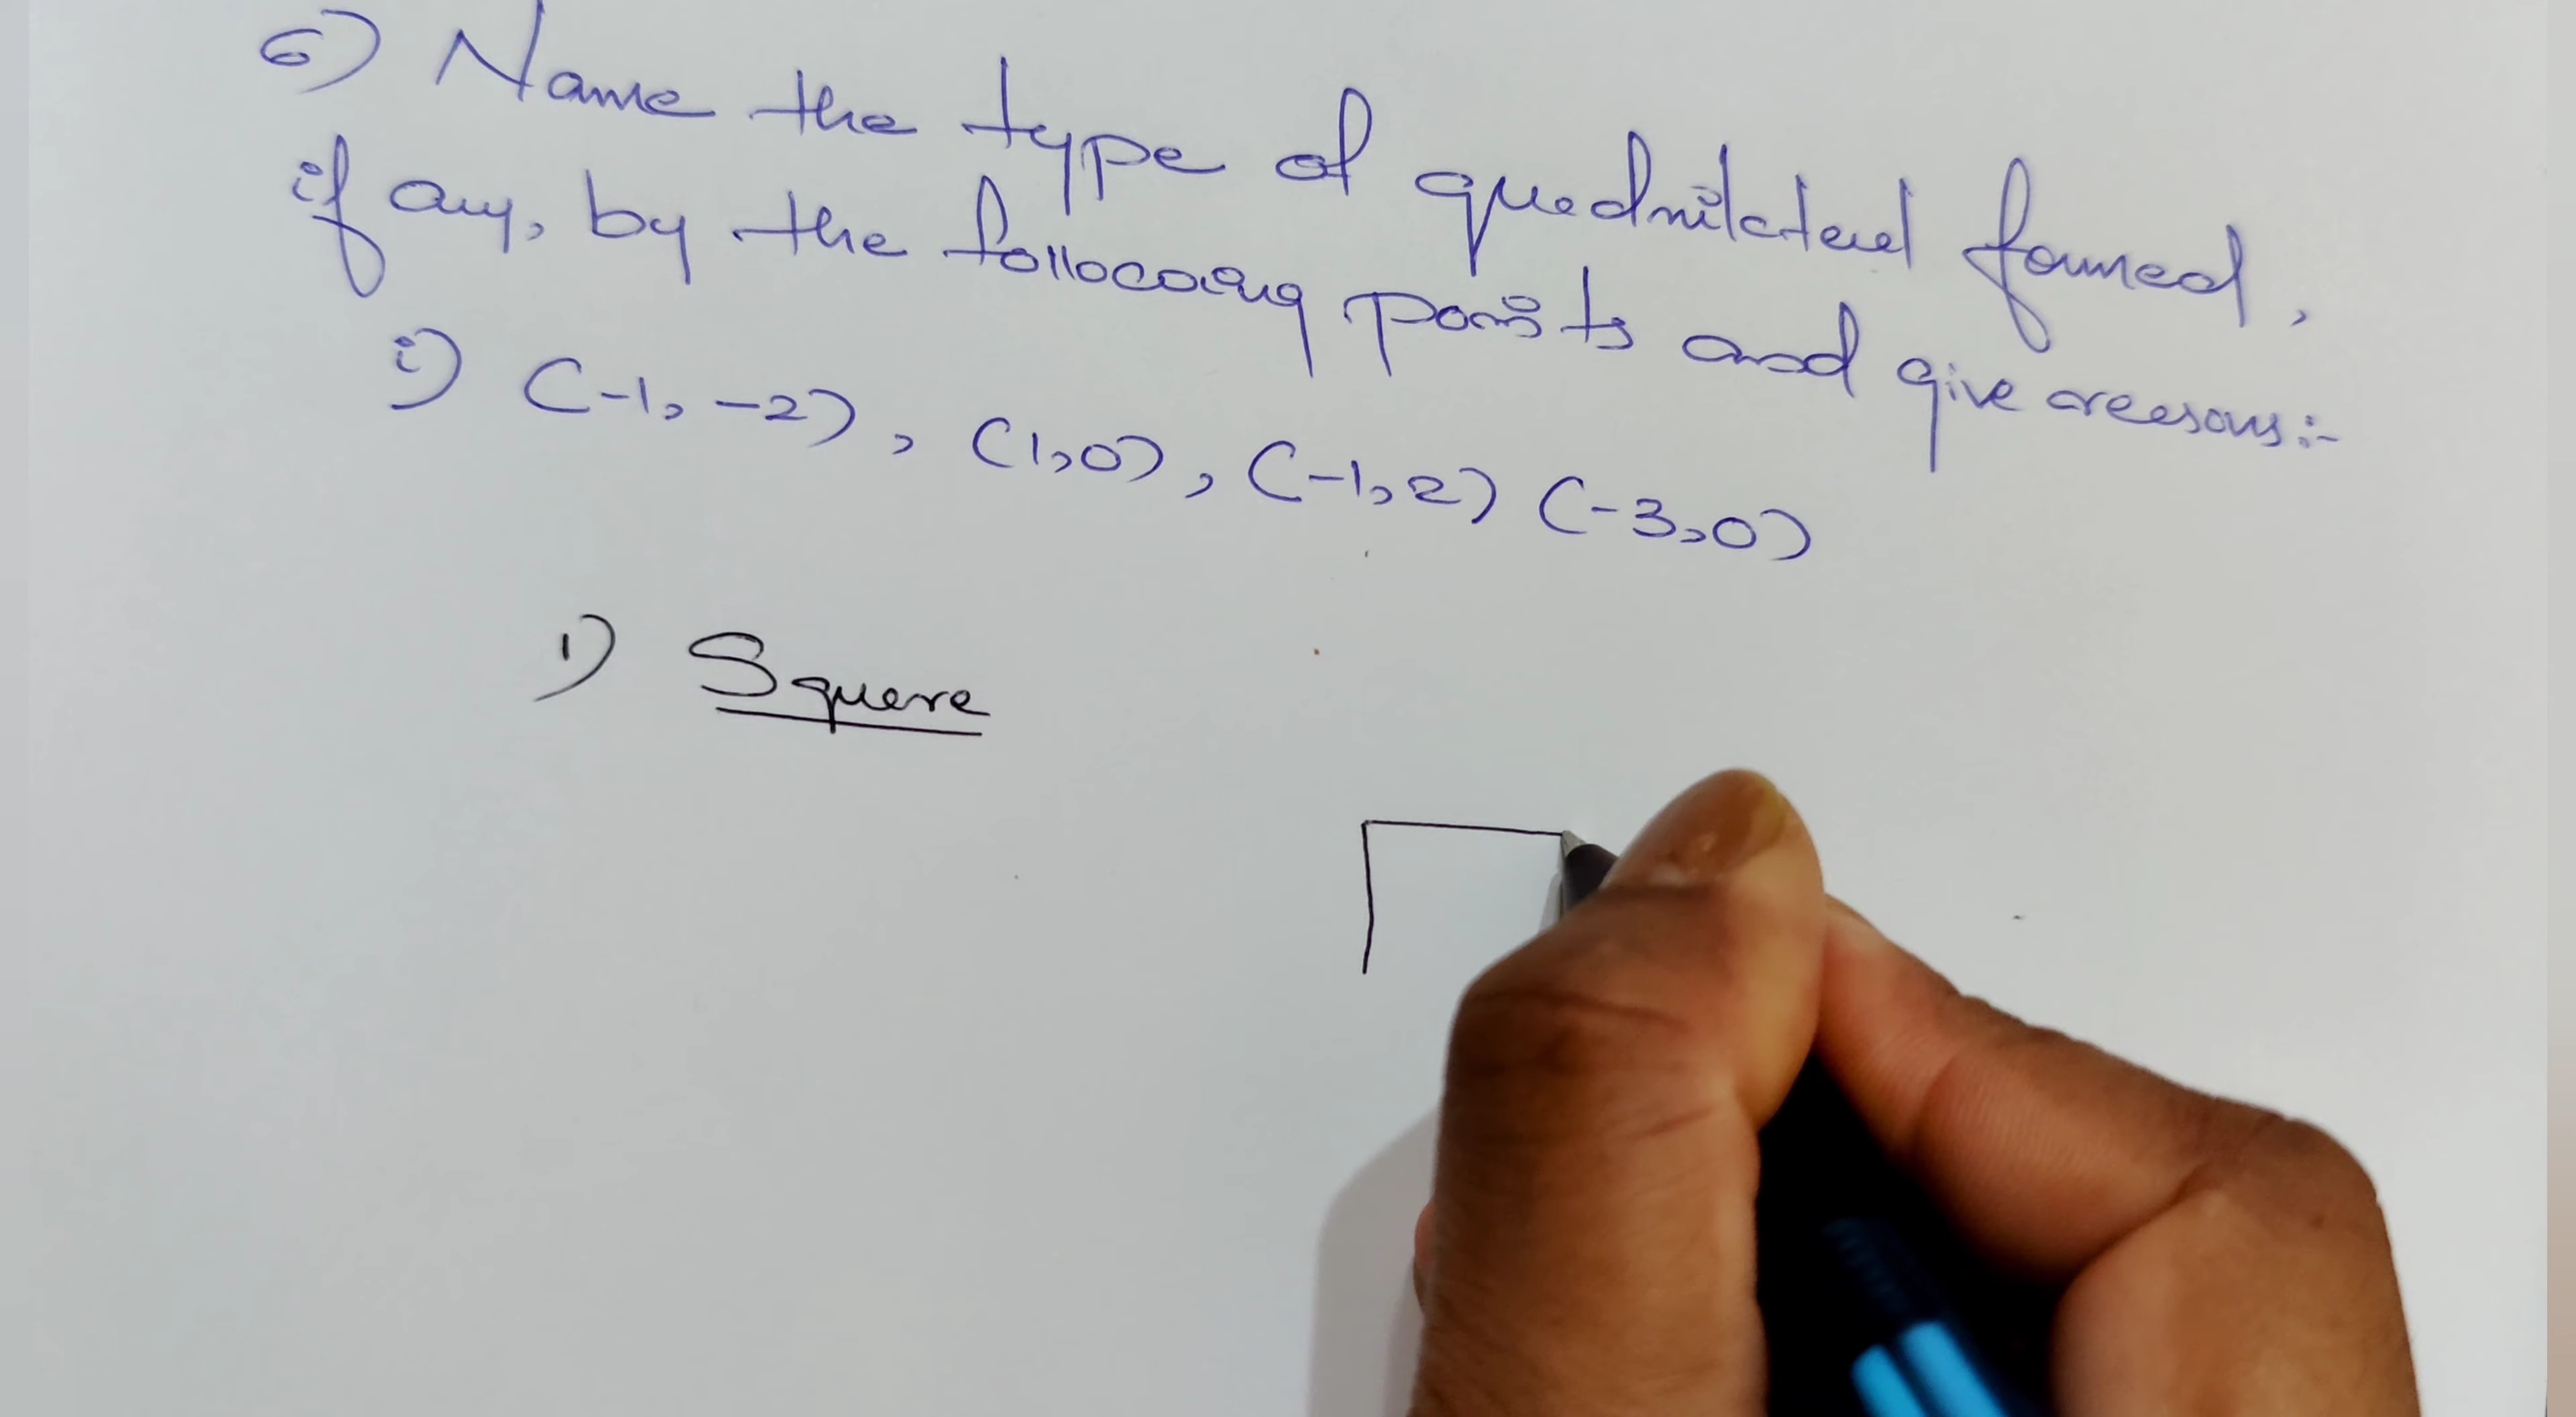 6) Name the type of quadrilateral formed,
if any, by the following points and give reasons:-
i) (-1, -2), (1,0), (-1,2) (-3,0)
1) Square